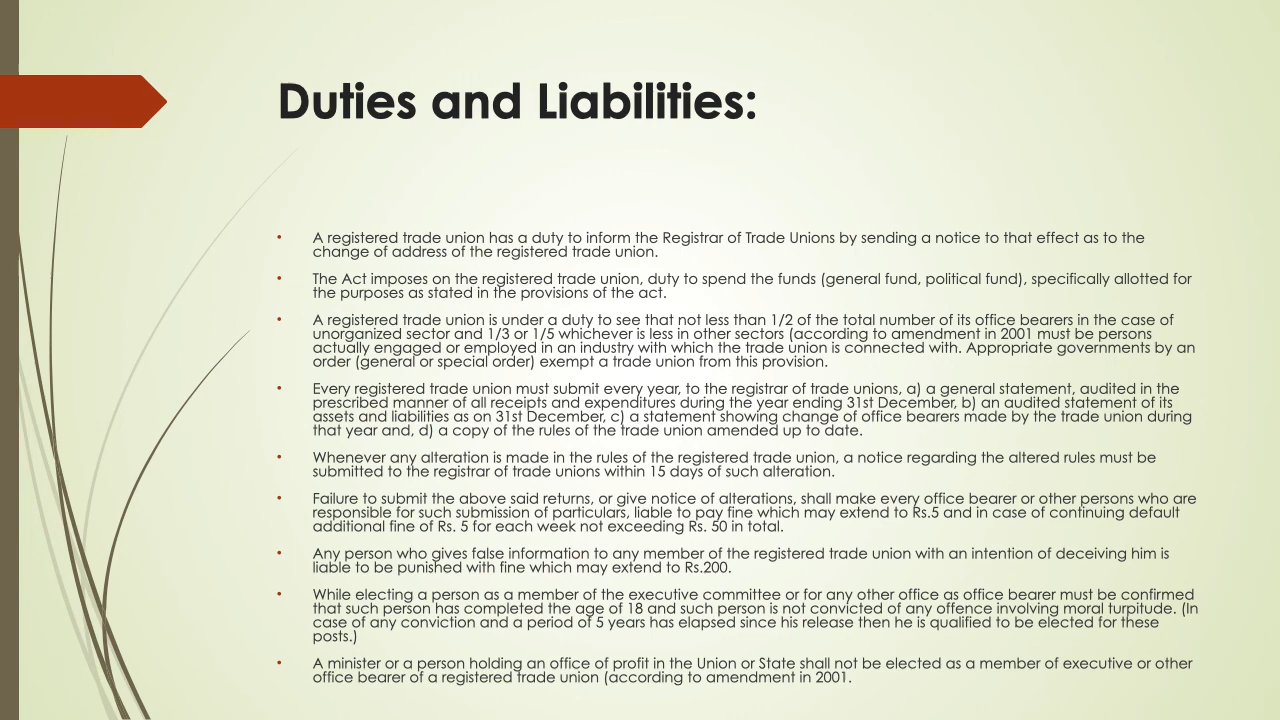 Duties and Liabilities:
• A registered trade union has a duty to inform the Registrar of Trade Unions by sending a notice to that effect as to the
change of address of the registered trade union.
• The Act imposes on the registered trade union, duty to spend the funds (general fund, political fund), specifically allotted for
the purposes as stated in the provisions of the act.
• A registered trade union is under a duty to see that not less than 1/2 of the total number of its office bearers in the case of
unorganized sector and 1/3 or 1/5 whichever is less in other sectors (according to amendment in 2001 must be persons
actually engaged or employed in an industry with which the trade union is connected with. Appropriate governments by an
order (general or special order) exempt a trade union from this provision.
• Every registered trade union must submit every year, to the registrar of trade unions, a) a general statement, audited in the
prescribed manner of all receipts and expenditures during the year ending 31st December, b) an audited statement of its
assets and liabilities as on 31st December, c) a statement showing change of office bearers made by the trade union during
that year and, d) a copy of the rules of the trade union amended up to date.
• Whenever any alteration is made in the rules of the registered trade union, a notice regarding the altered rules must be
submitted to the registrar of trade unions within 15 days of such alteration.
• Failure to submit the above said returns, or give notice of alterations, shall make every office bearer or other persons who are
responsible for such submission of particulars, liable to pay fine which may extend to Rs.5 and in case of continuing default
additional fine of Rs. 5 for each week not exceeding Rs. 50 in total.
• Any person who gives false information to any member of the registered trade union with an intention of deceiving him is
liable to be punished with fine which may extend to Rs.200.
• While electing a person as a member of the executive committee or for any other office as office bearer must be confirmed
that such person has completed the age of 18 and such person is not convicted of any offence involving moral turpitude. (In
case of any conviction and a period of 5 years has elapsed since his release then he is qualified to be elected for these
posts.)
• A minister or a person holding an office of profit in the Union or State shall not be elected as a member of executive or other
office bearer of a registered trade union (according to amendment in 2001.